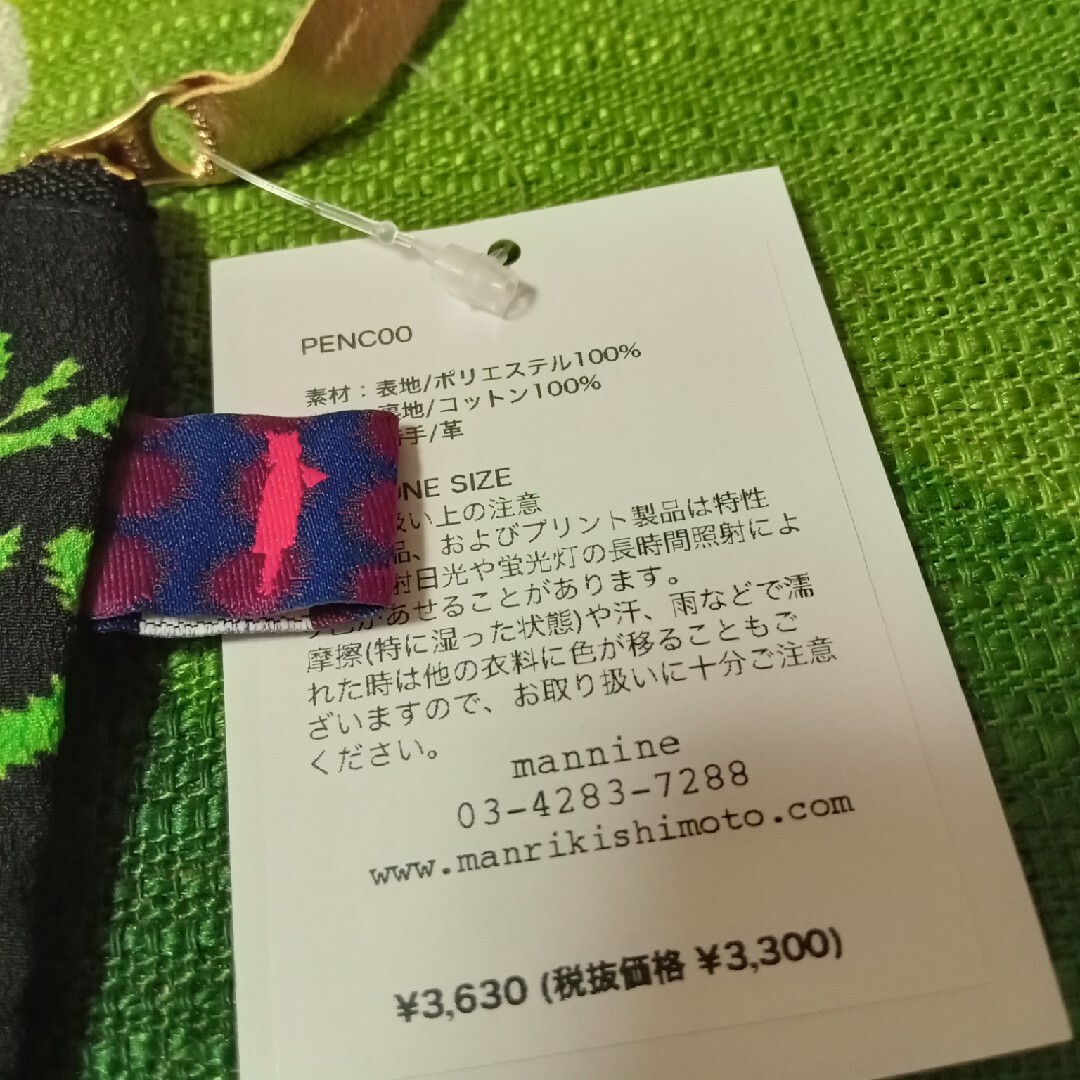 PENC00
素材：表地/ポリエステル100%
裏地/コットン100%
手/革
ONE SIZE
扱い上の注意
品、およびプリント製品は特性
射日光や蛍光灯の長時間照射によ
があせることがあります。
摩擦(特に湿った状態)や汗、雨などで濡
れた時は他の衣料に色が移ることもご
ざいますので、お取り扱いに十分ご注意
ください。
mannine
03-4283-7288
www.manrikishimoto.com
¥3,630 (税抜価格 ¥3,300)